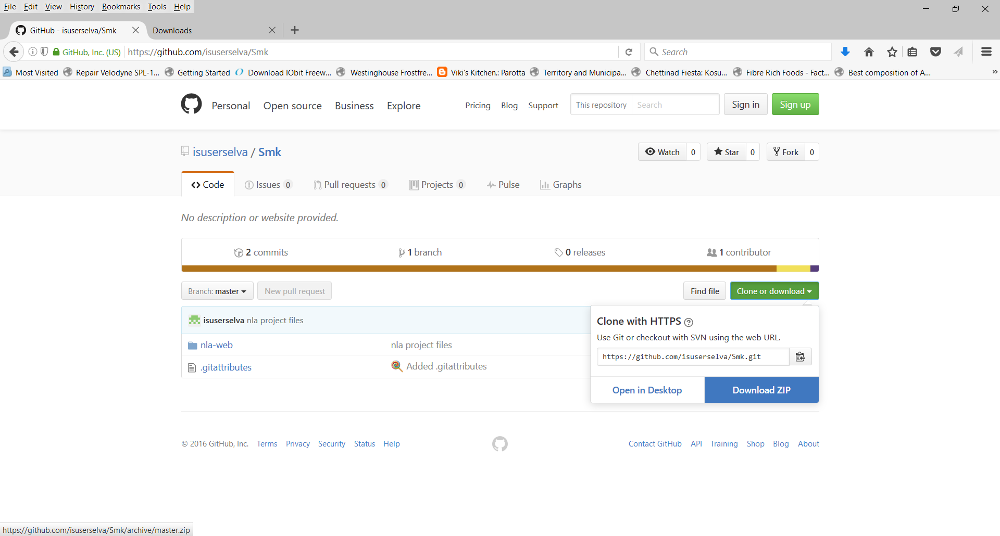 File Edit View History Bookmarks Tools Help
GitHub - isuserselva/Smk Downloads
GitHub, Inc. (US) https://github.com/isuserselva/Smk Search
Most Visited Repair Velodyne SPL-1... Getting Started Download IObit Freew... Westinghouse Frostfre... Viki's Kitchen.: Parotta Territory and Municipa... Chettinad Fiesta: Kosu... Fibre Rich Foods - Fact... Best composition of A... »
Personal Open source Business Explore Pricing Blog Support This repository Search Sign in Sign up
isuserselva / Smk Watch 0 Star 0 Fork 0
Code Issues 0 Pull requests 0 Projects 0 Pulse Graphs
No description or website provided.
2 commits 1 branch 0 releases 1 contributor
Branch: master New pull request Find file Clone or download
isuserselva nla project files
nla-web nla project files
.gitattributes Added .gitattributes
Clone with HTTPS ?
Use Git or checkout with SVN using the web URL.
https://github.com/isuserselva/Smk.git
Open in Desktop Download ZIP
© 2016 GitHub, Inc. Terms Privacy Security Status Help Contact GitHub API Training Shop Blog About
https://github.com/isuserselva/Smk/archive/master.zip